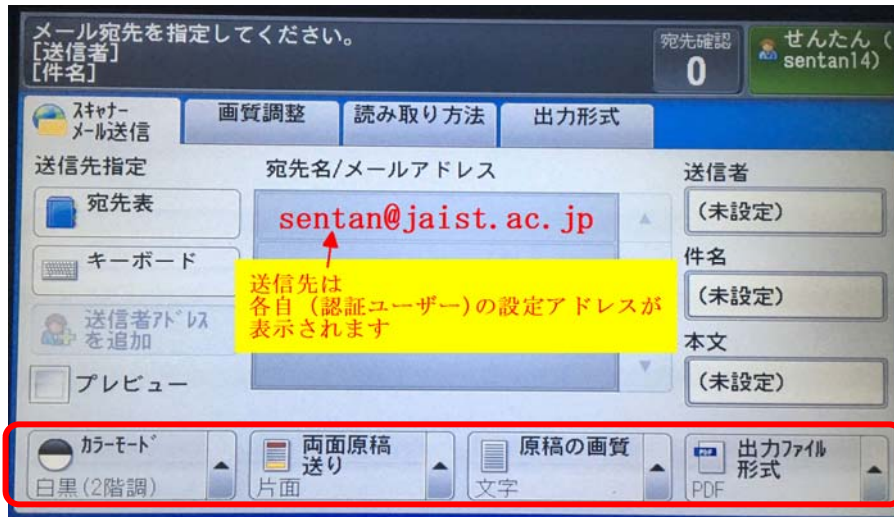 メール宛先を指定してください。
[送信者]
[件名]
宛先確認
0
せんたん (
sentan14)
スキャナー
メール送信
画質調整
読み取り方法
出力形式
送信先指定
宛先名/メールアドレス
送信者
宛先表
sentan@jaist.ac.jp
(未設定)
キーボード
件名
送信先は
各自 (認証ユーザー)の設定アドレスが
表示されます
(未設定)
送信者アドレス
を追加
本文
プレビュー
(未設定)
カラーモード
白黒(2階調)
両面原稿
送り
片面
原稿の画質
文字
PDF
出力ファイル
形式
PDF